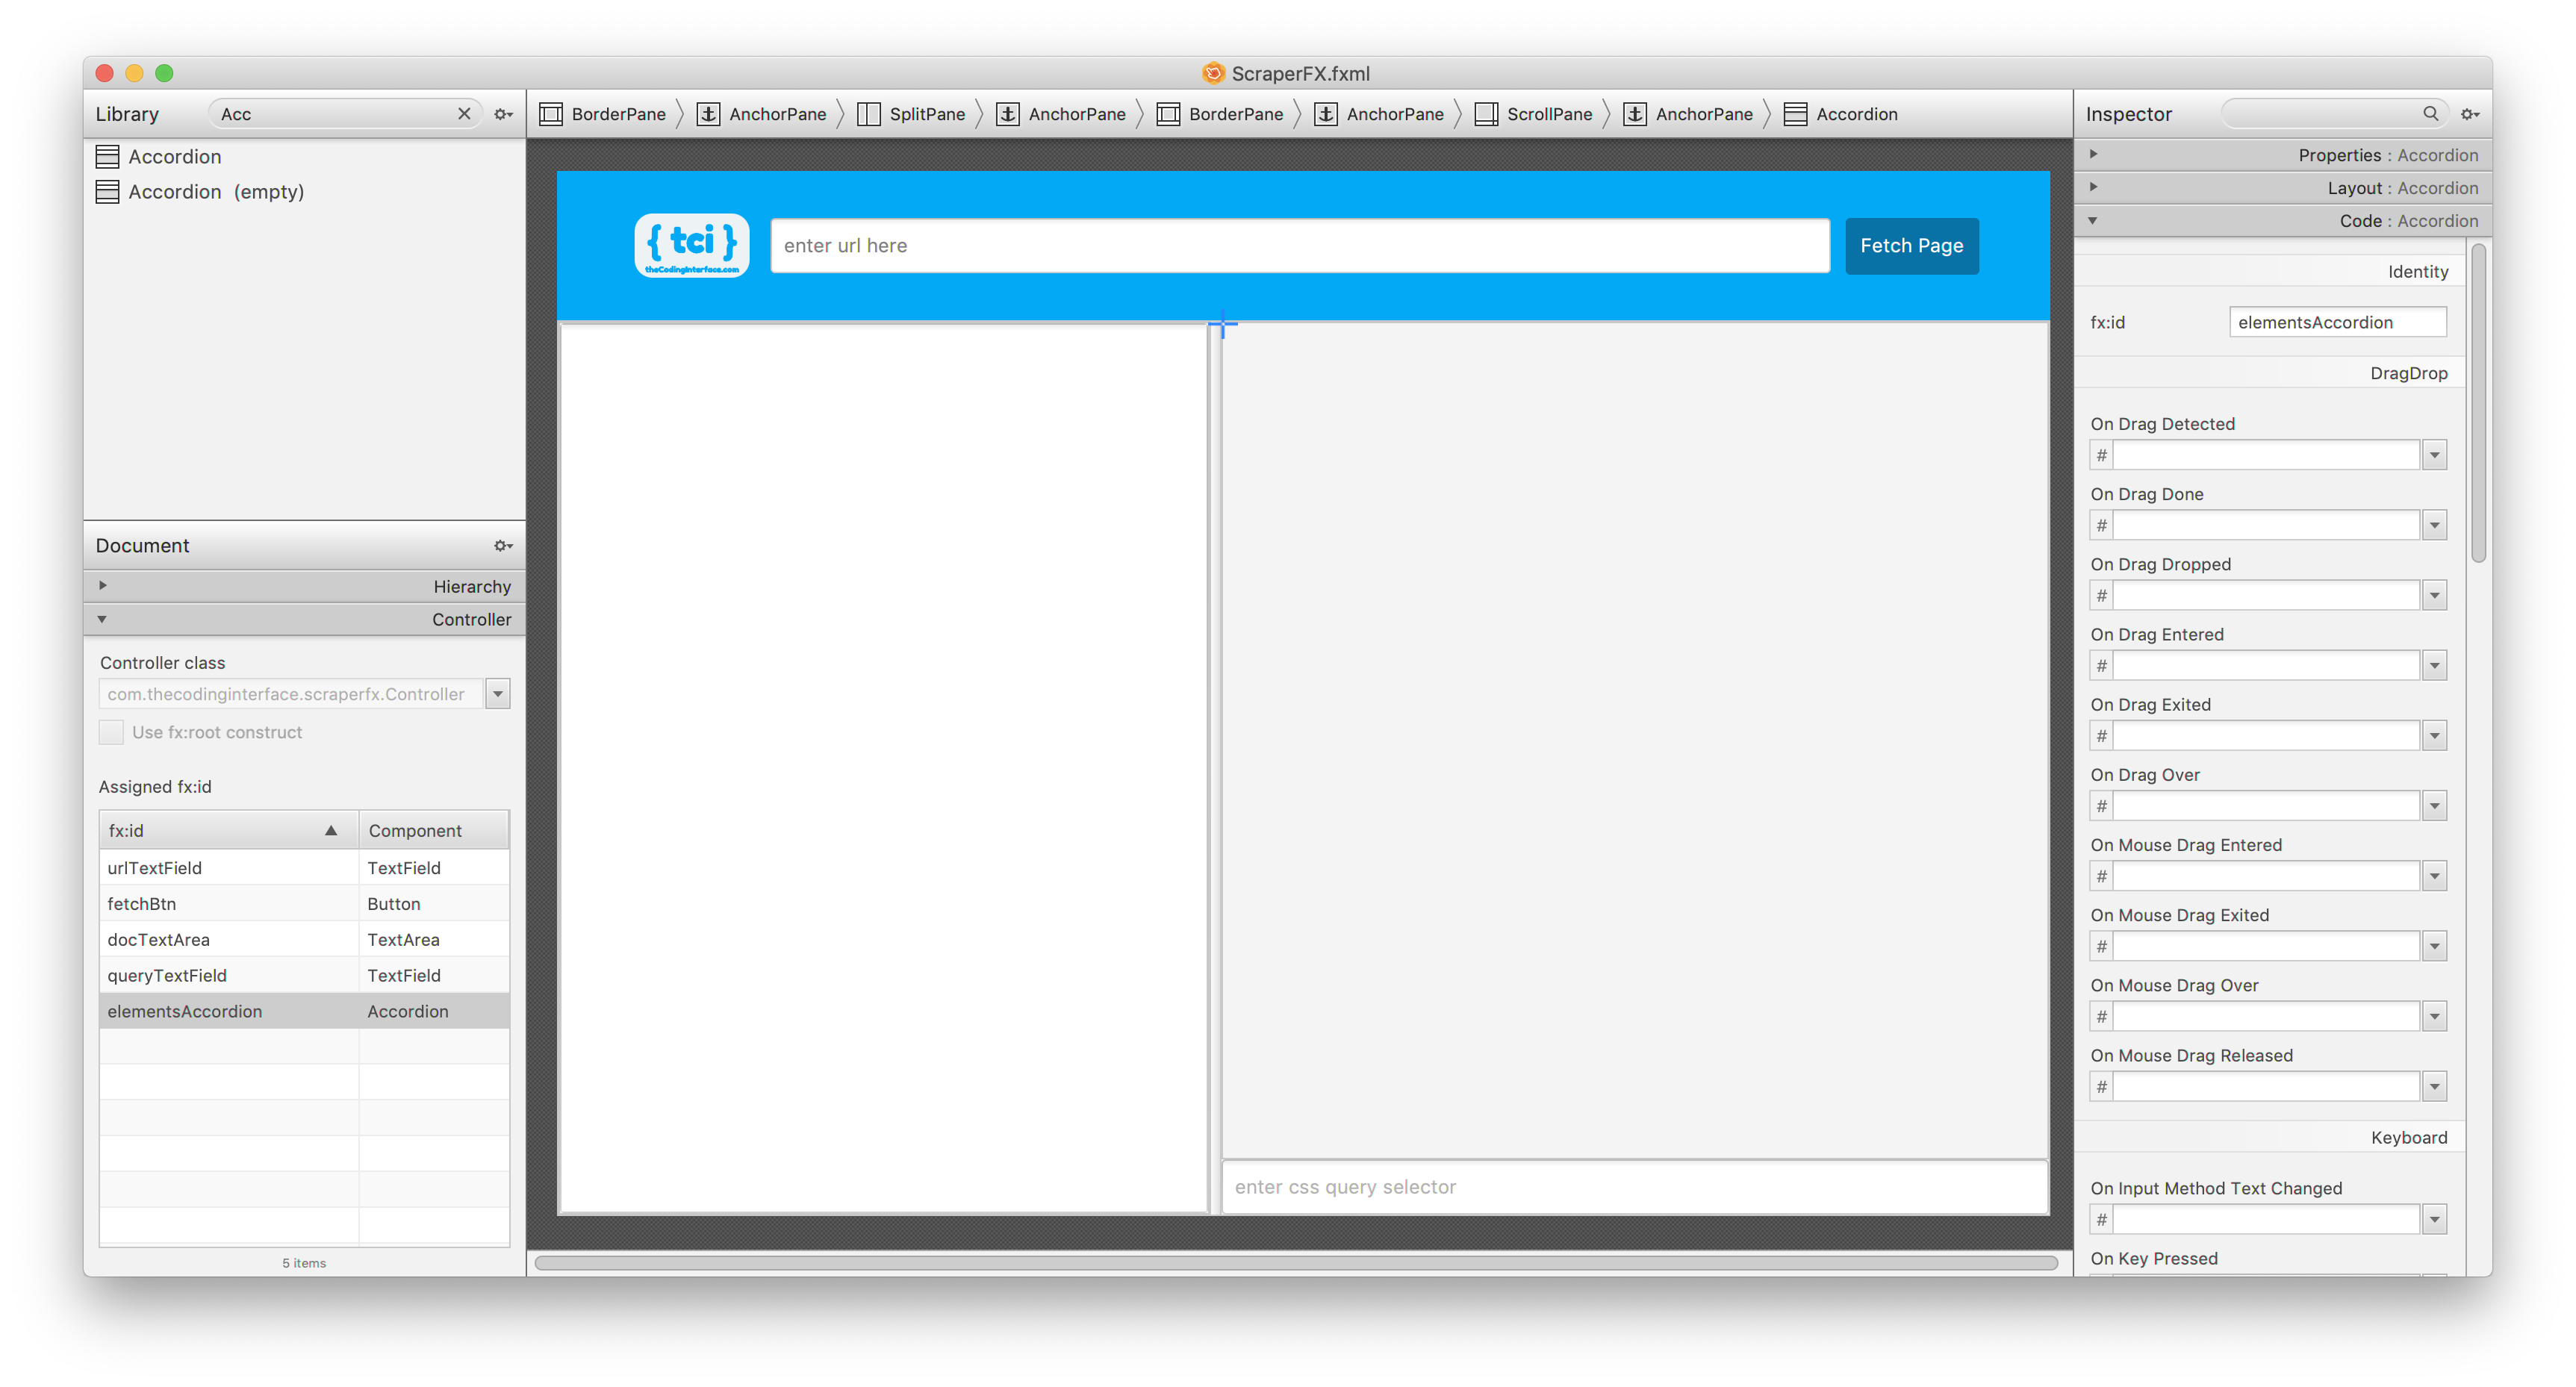 ScraperFX.fxml
Library
Acc
Accordion
Accordion (empty)
Document
Hierarchy
Controller
Controller class
com.thecodinginterface.scraperfx.Controller
Use fx:root construct
Assigned fx:id
fx:id Component
urlTextField TextField
fetchBtn Button
docTextArea TextArea
queryTextField TextField
elementsAccordion Accordion
5 items
BorderPane AnchorPane SplitPane AnchorPane BorderPane AnchorPane ScrollPane AnchorPane Accordion
{ tci }
theCodingInterface.com
enter url here
Fetch Page
enter css query selector
Inspector
Properties : Accordion
Layout : Accordion
Code : Accordion
Identity
fx:id elementsAccordion
DragDrop
On Drag Detected
#
On Drag Done
#
On Drag Dropped
#
On Drag Entered
#
On Drag Exited
#
On Drag Over
#
On Mouse Drag Entered
#
On Mouse Drag Exited
#
On Mouse Drag Over
#
On Mouse Drag Released
#
Keyboard
On Input Method Text Changed
#
On Key Pressed